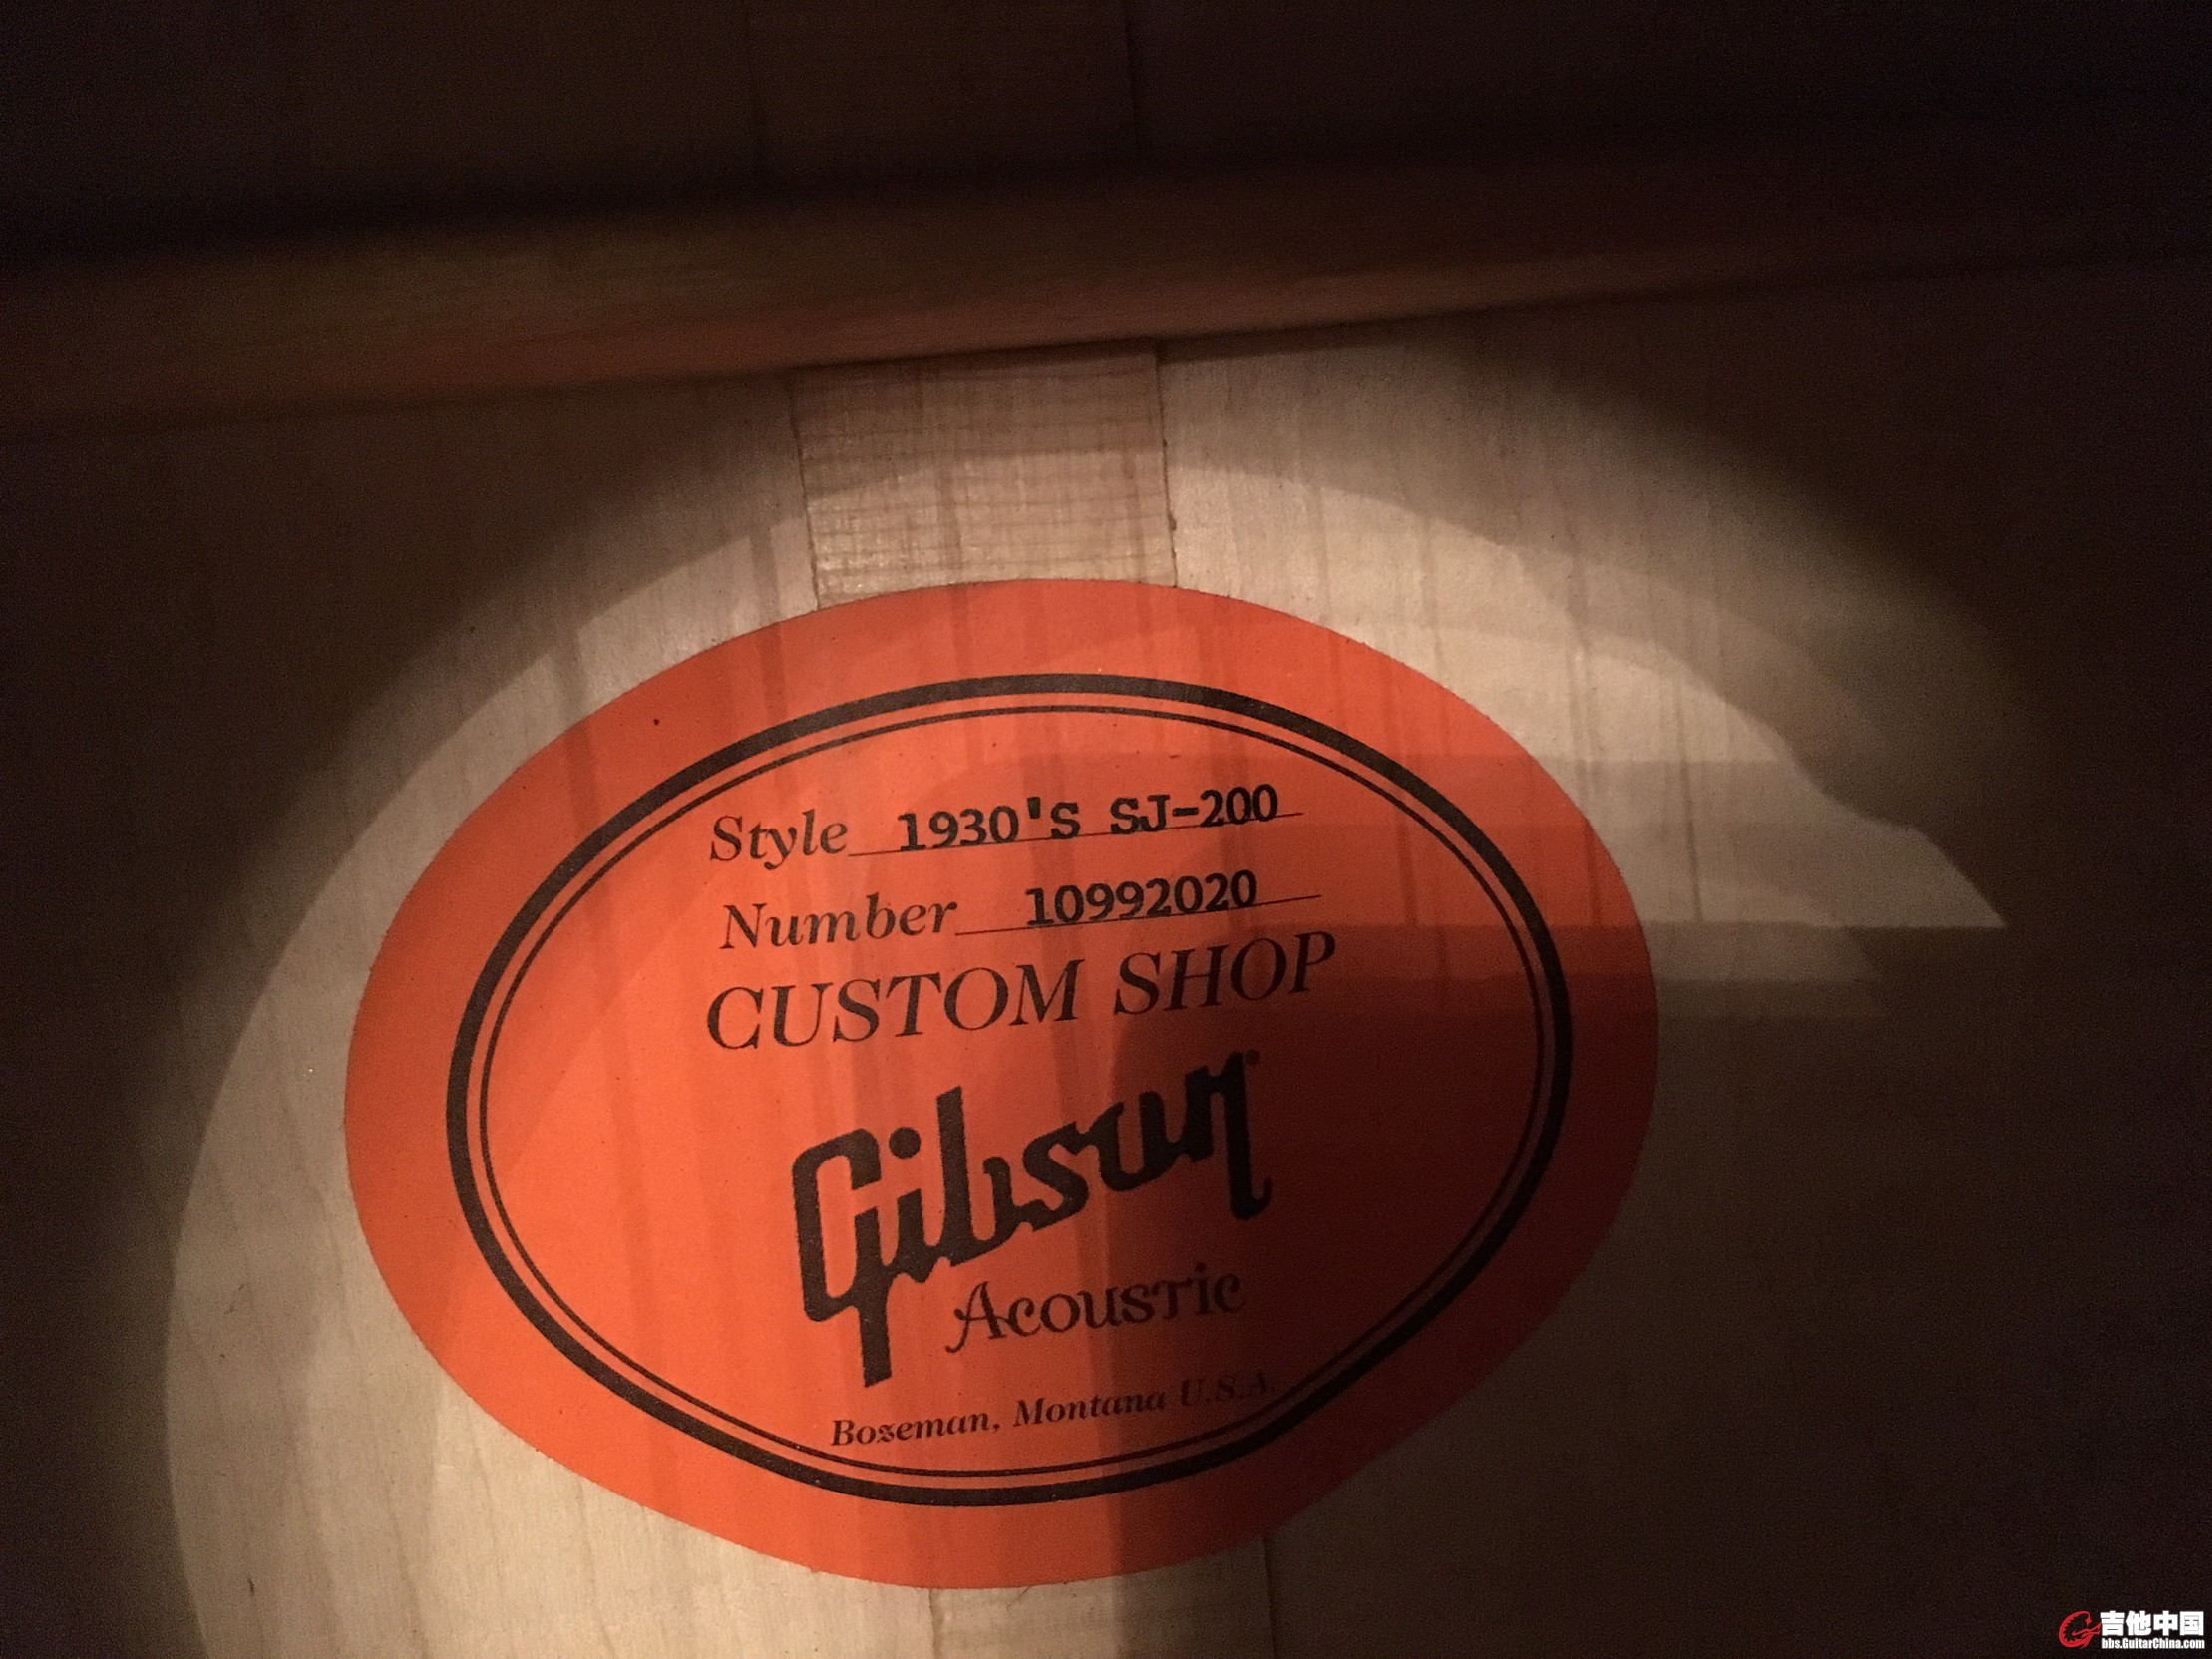 Style 1930'S SJ-200
Number 10992020
CUSTOM SHOP
Gibson
Acoustic
Bozeman, Montana U.S.A.
吉他中国
bbs.GuitarChina.com